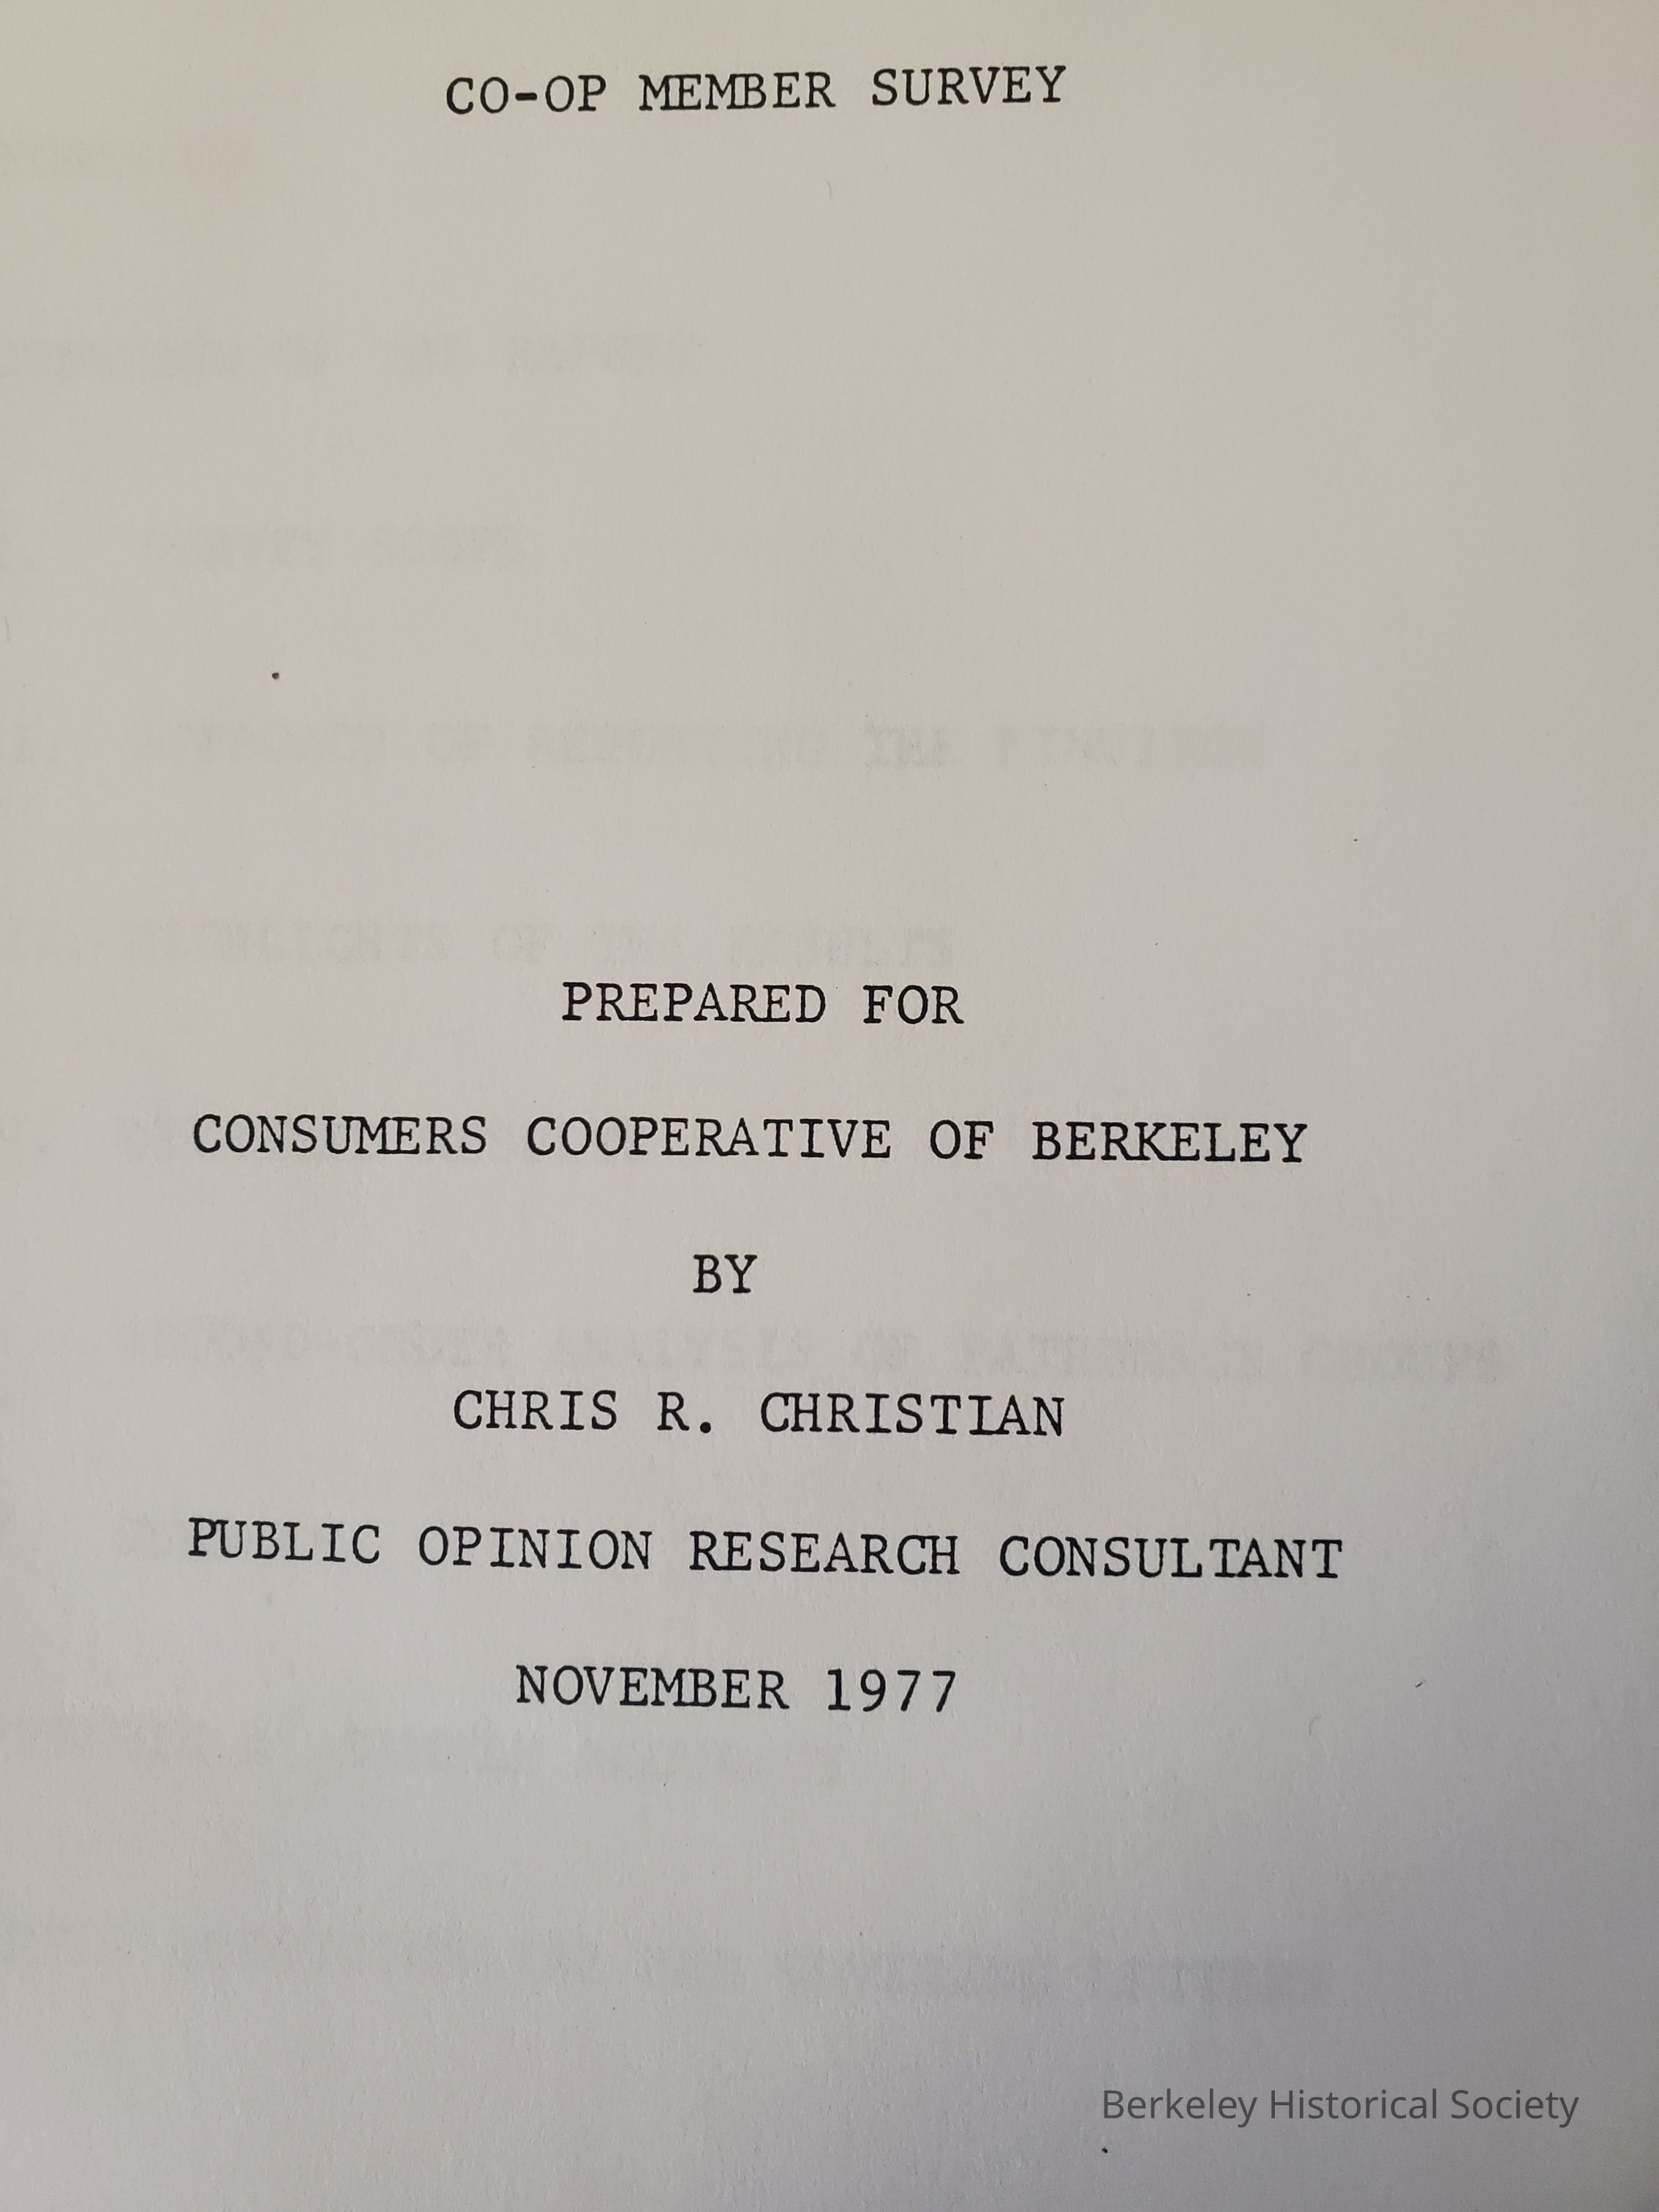 CO-OP MEMBER SURVEY
PREPARED FOR
CONSUMERS COOPERATIVE OF BERKELEY
BY
CHRIS R. CHRISTIAN
PUBLIC OPINION RESEARCH CONSULTANT
NOVEMBER 1977
Berkeley Historical Society